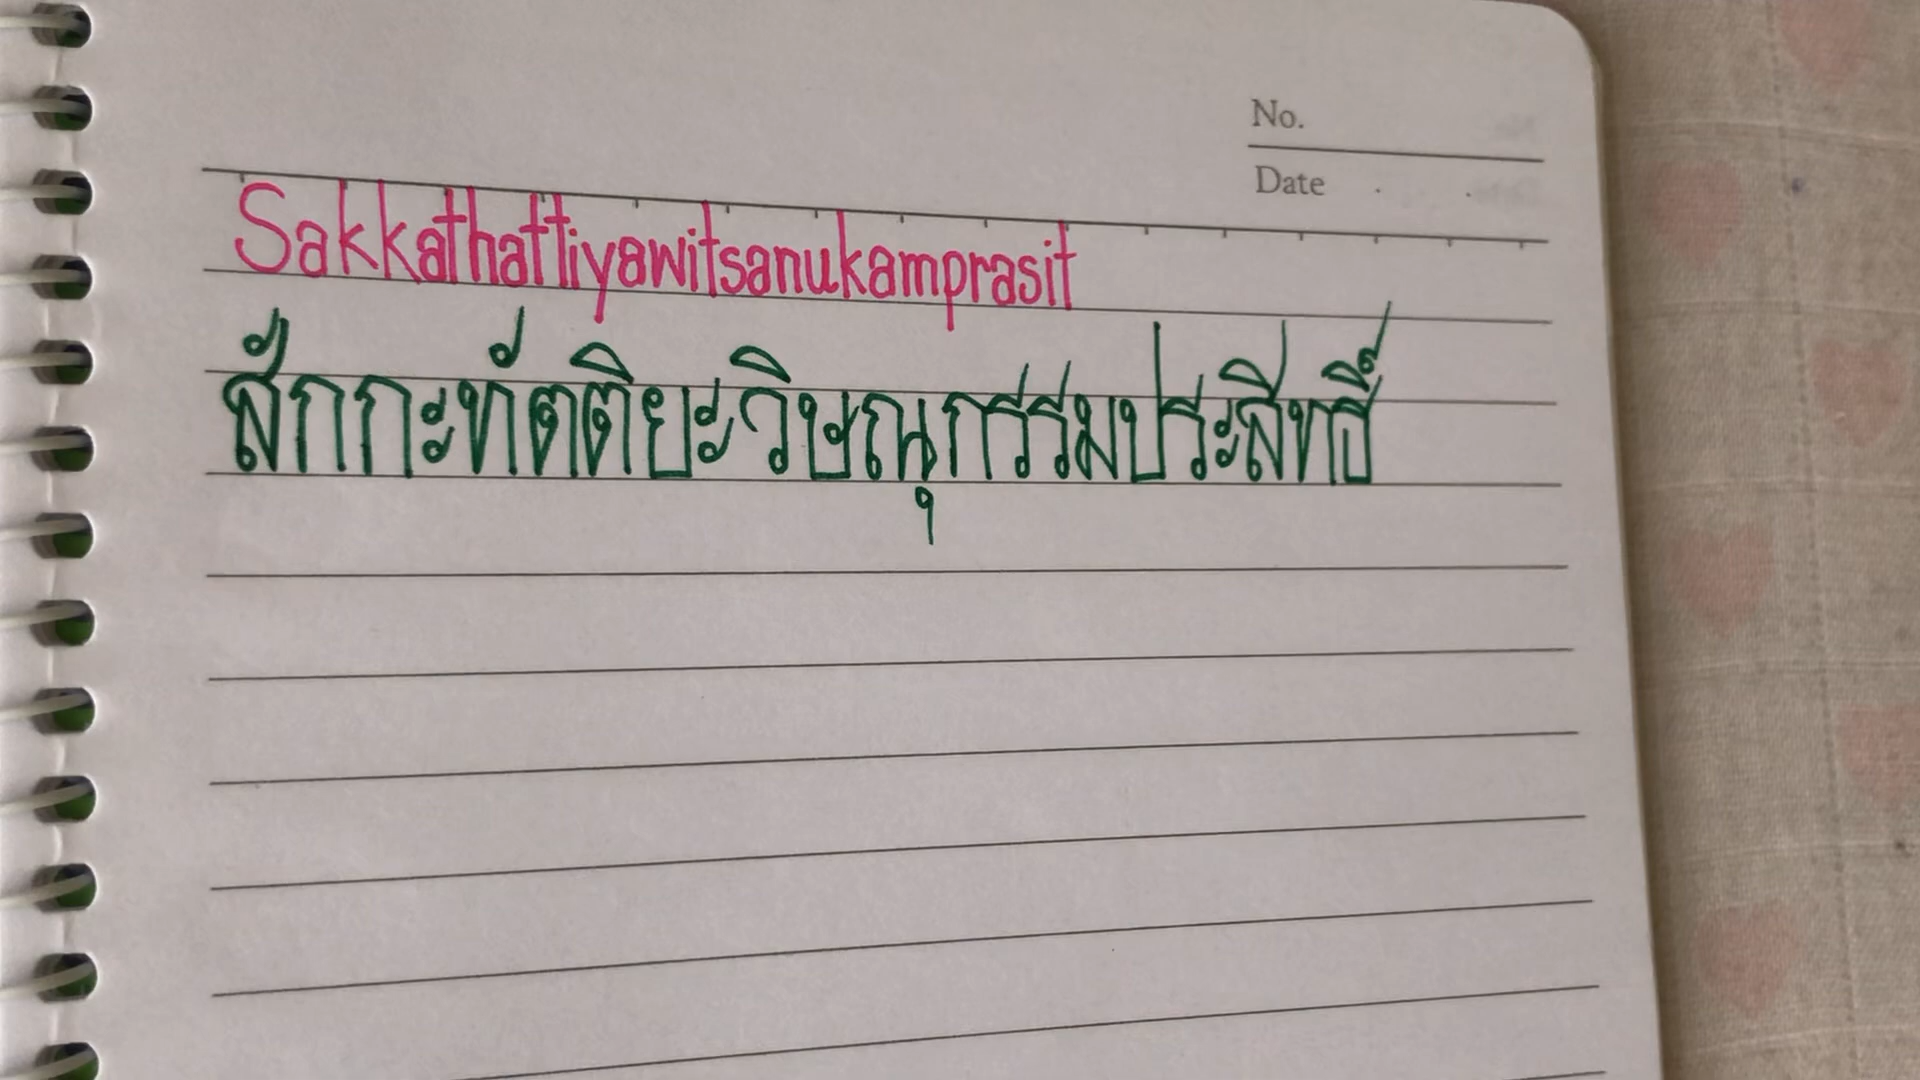 No.
Date
Sakkathattiyawitsanukamprasit
สักกะทัตติยะวิษณุกรรมประสิทธิ์